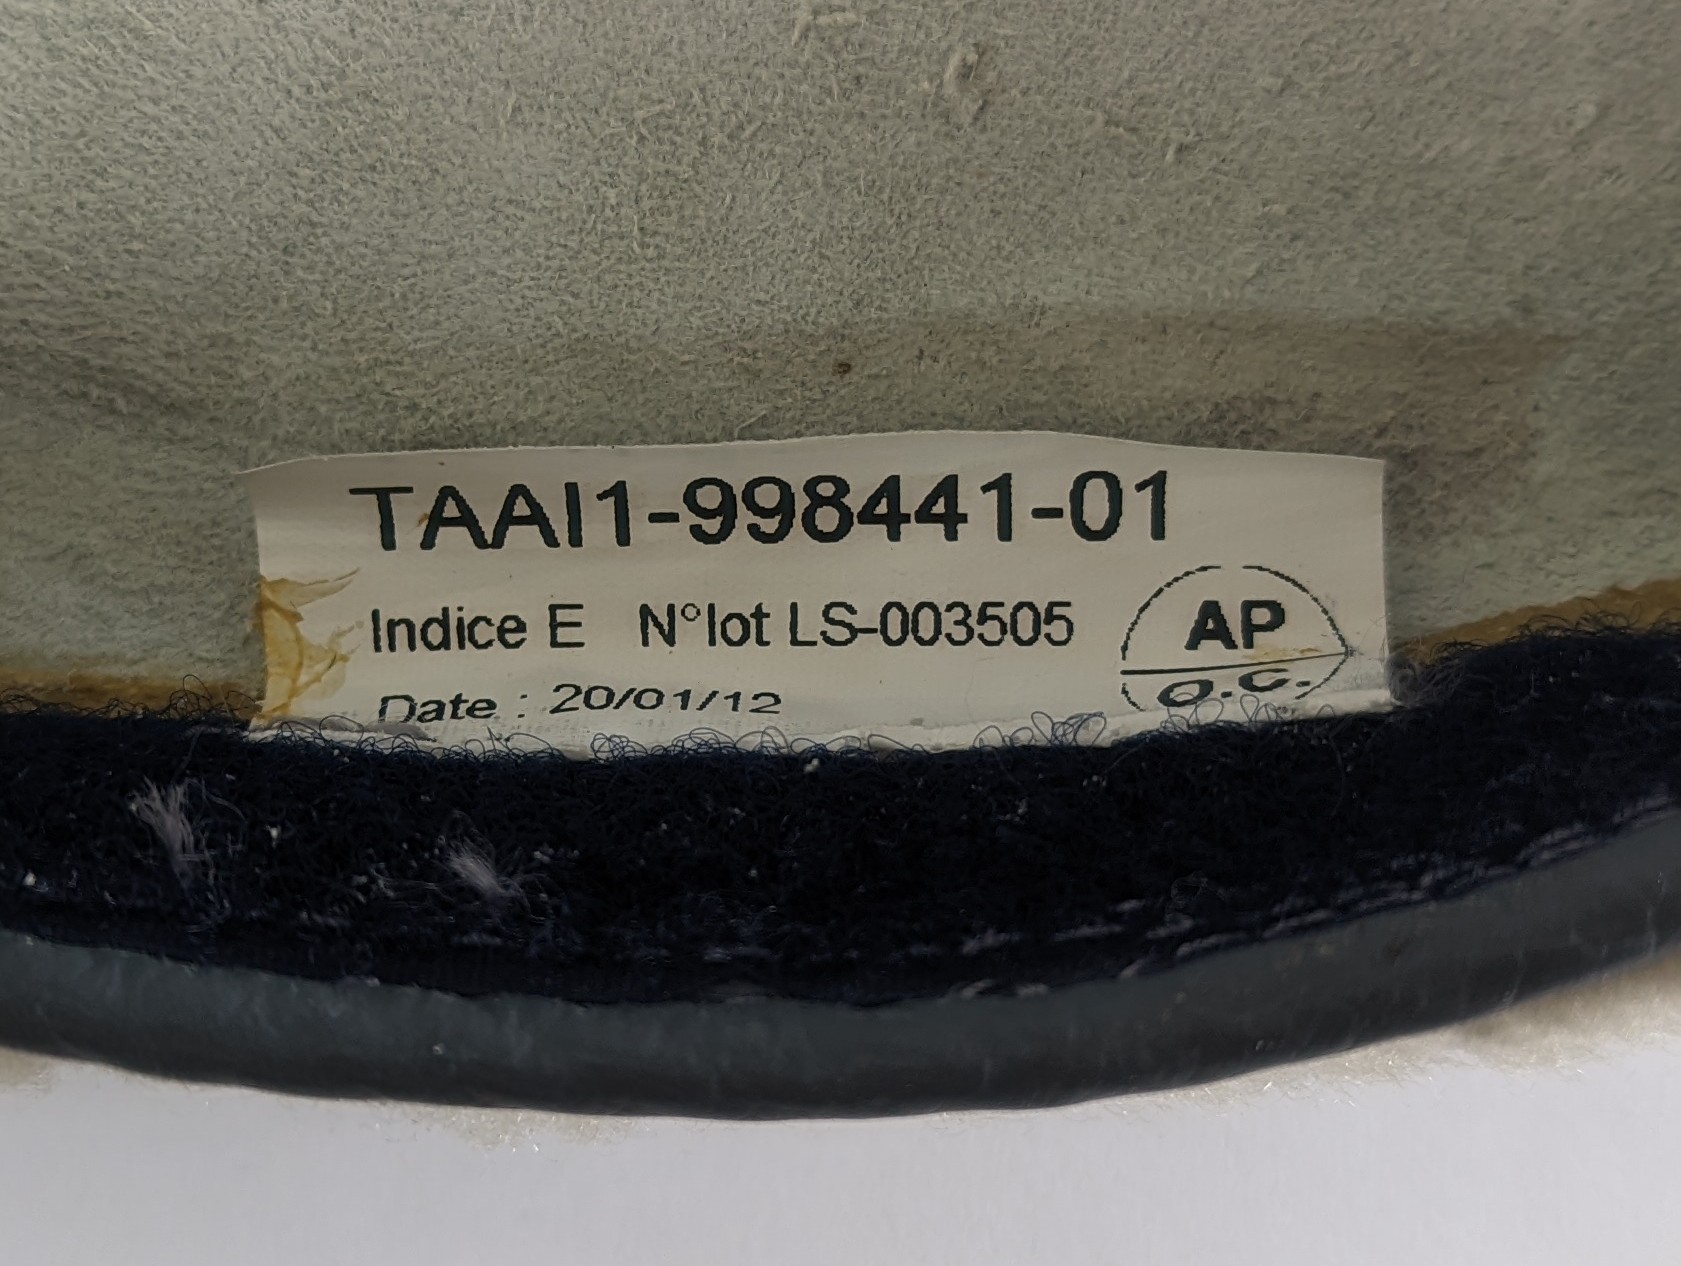 TAAI1-998441-01
Indice E N°lot LS-003505
Date : 20/01/12
AP
Q.C.